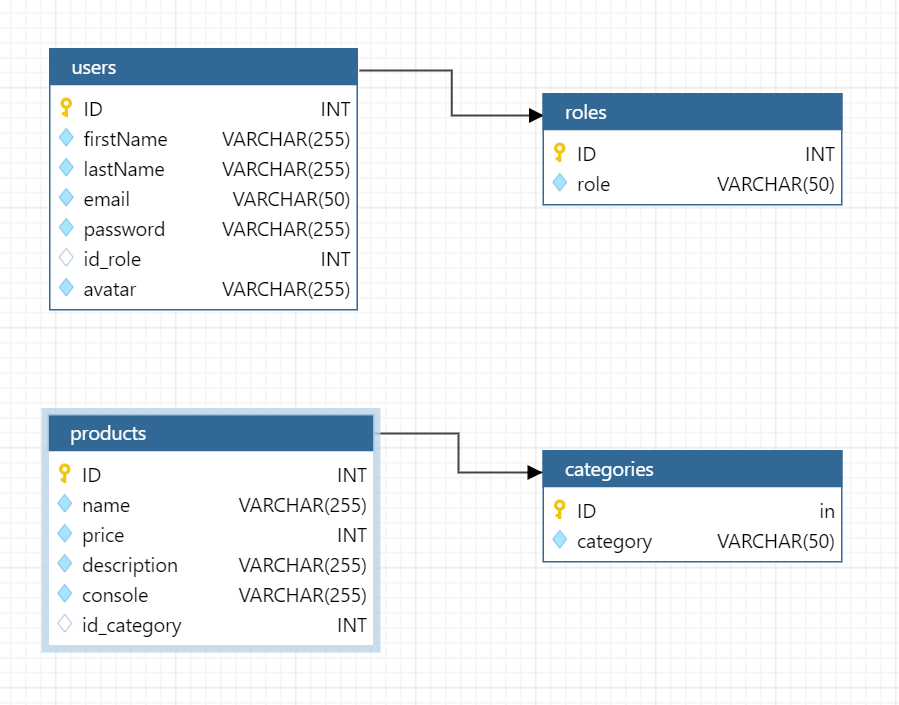 users
ID INT
firstName VARCHAR(255)
lastName VARCHAR(255)
email VARCHAR(50)
password VARCHAR(255)
id_role INT
avatar VARCHAR(255)
roles
ID INT
role VARCHAR(50)
products
ID INT
name VARCHAR(255)
price INT
description VARCHAR(255)
console VARCHAR(255)
id_category INT
categories
ID in
category VARCHAR(50)